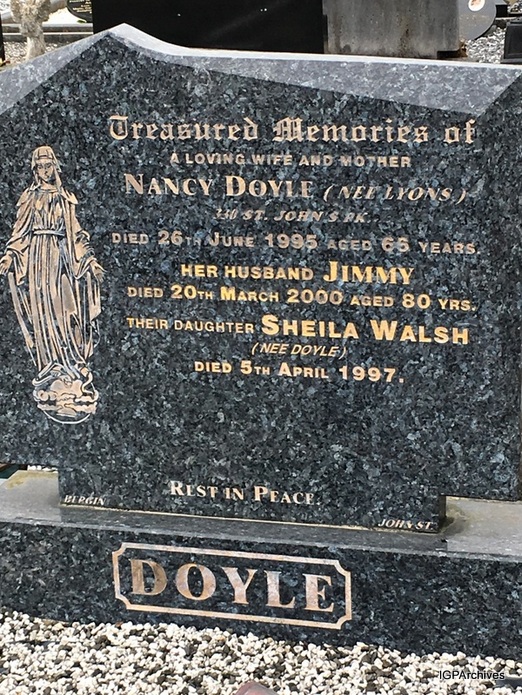 Treasured Memories of
A LOVING WIFE AND MOTHER
NANCY DOYLE (NEE LYONS)
330 ST. JOHN'S PK.
DIED 26TH JUNE 1995 AGED 65 YEARS.
HER HUSBAND JIMMY
DIED 20TH MARCH 2000 AGED 80 YRS.
THEIR DAUGHTER SHEILA WALSH
(NEE DOYLE)
DIED 5TH APRIL 1997.
REST IN PEACE.
BERGIN
JOHN ST.
DOYLE
IGPArchives